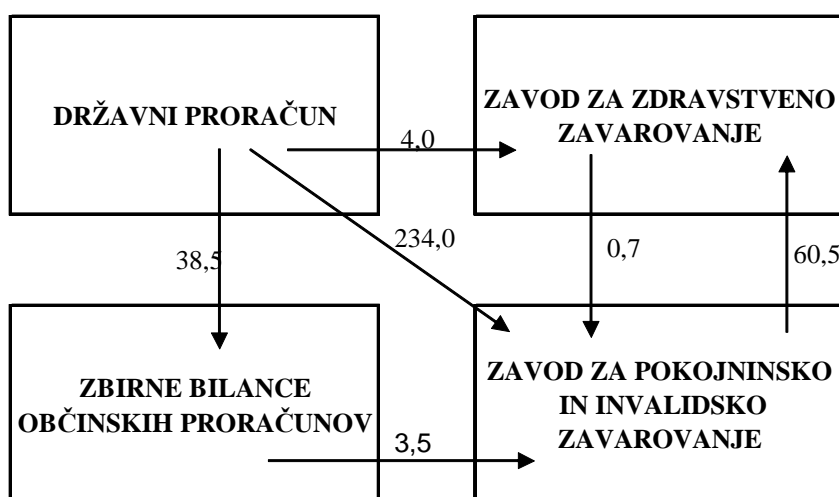 DRŽAVNI PRORAČUN
ZAVOD ZA ZDRAVSTVENO
ZAVAROVANJE
4,0
38,5
234,0
0,7
60,5
ZBIRNE BILANCE
OBČINSKIH PRORAČUNOV
ZAVOD ZA POKOJNINSKO
IN INVALIDSKO
ZAVAROVANJE
3,5